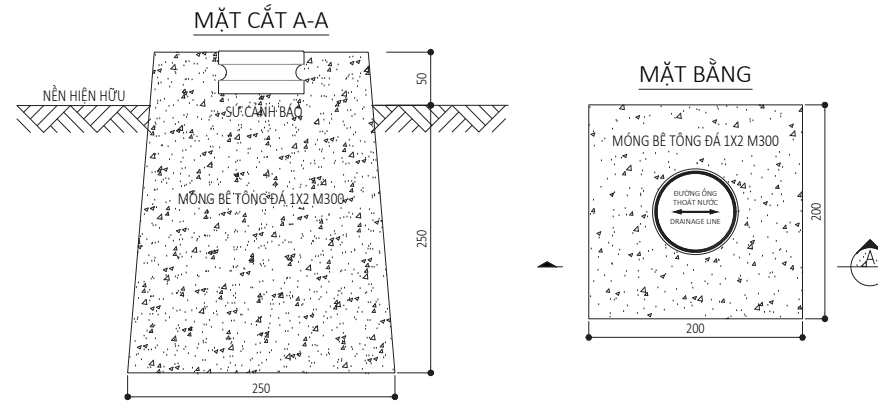 MẶT CẮT A-A
NỀN HIỆN HỮU
SỨ CẢNH BÁO
MÓNG BÊ TÔNG ĐÁ 1X2 M300
50
250
250
MẶT BẰNG
MÓNG BÊ TÔNG ĐÁ 1X2 M300
ĐƯỜNG ỐNG
THOÁT NƯỚC
DRAINAGE LINE
200
200
A